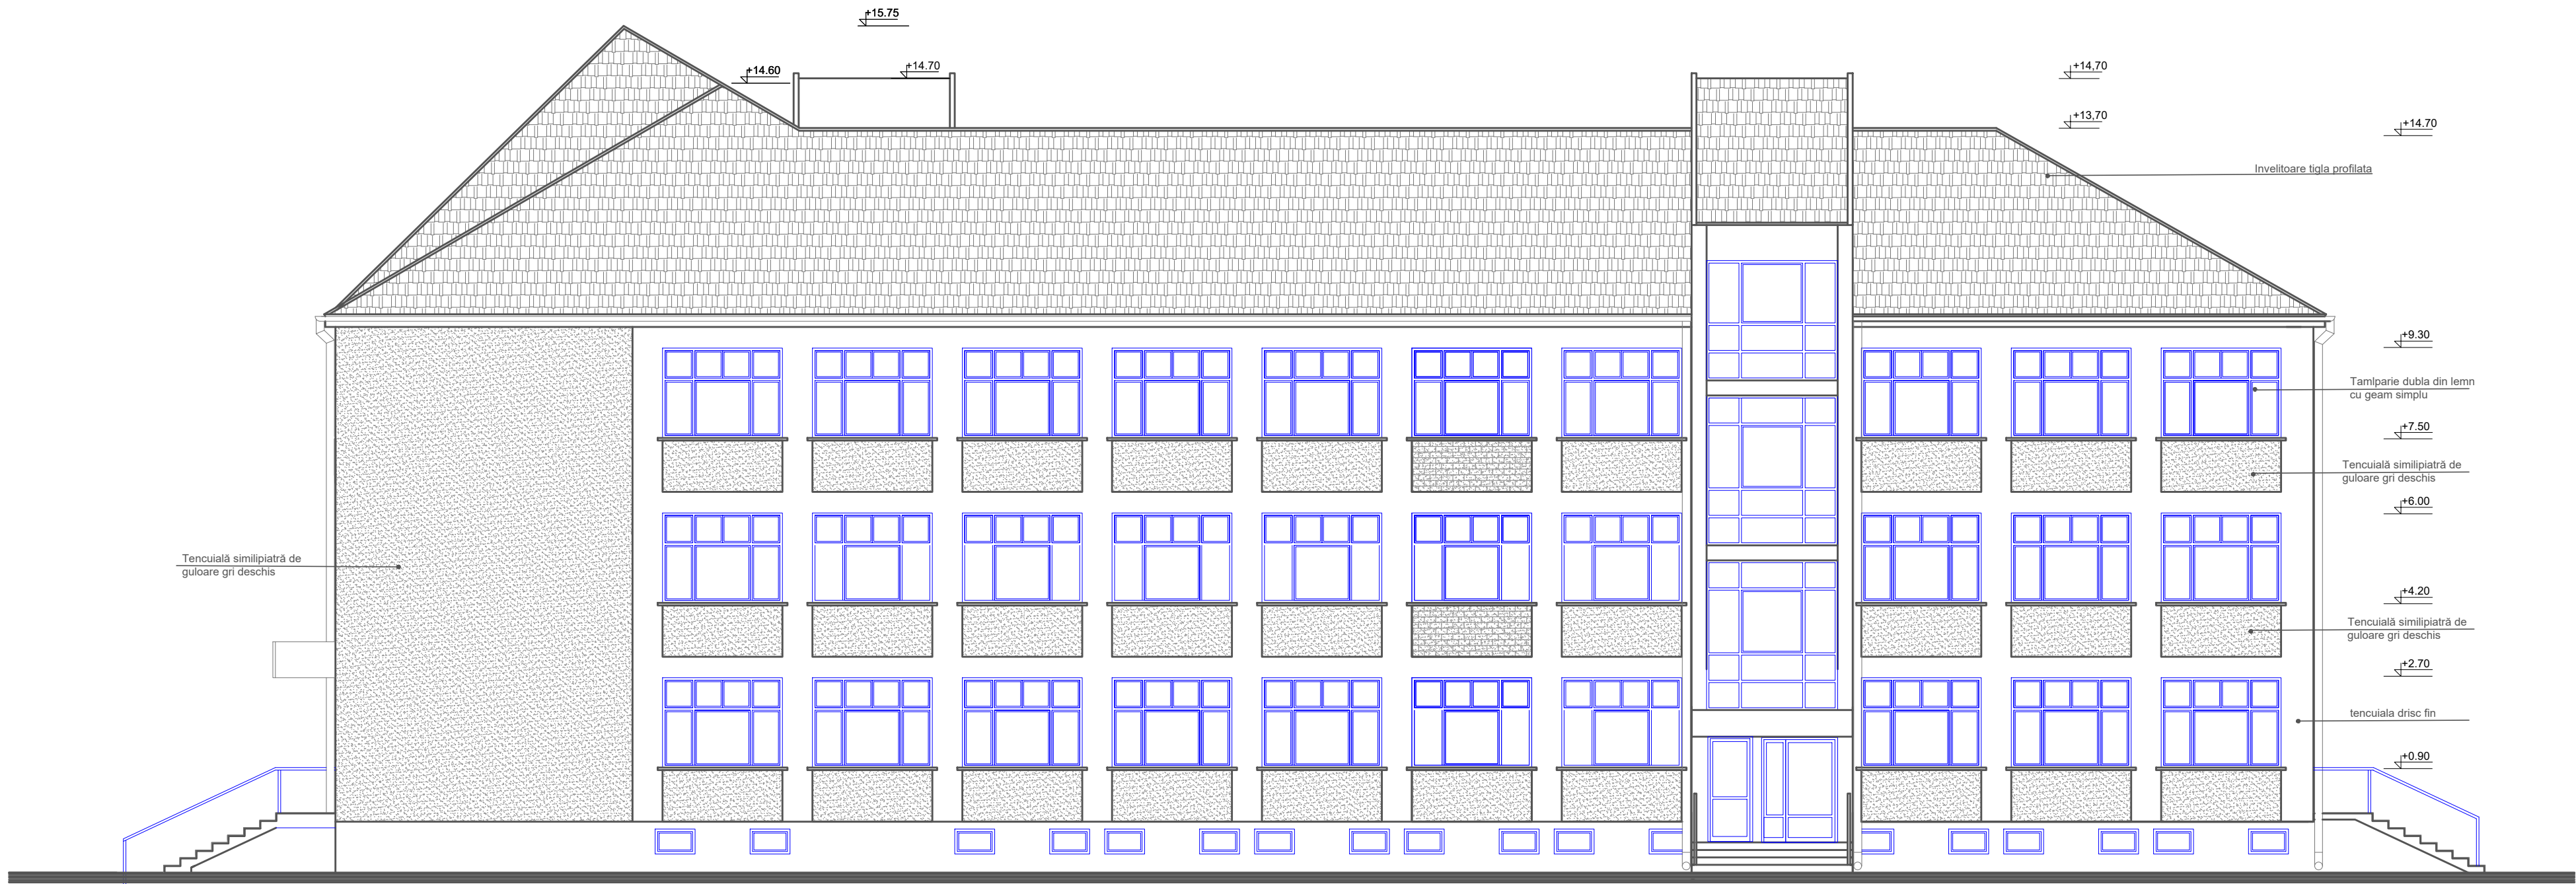 +15.75
+14.60
+14.70
+14,70
+13,70
+14.70
Invelitoare tigla profilata
+9.30
Tamlparie dubla din lemn
cu geam simplu
+7.50
Tencuială similipiatră de
guloare gri deschis
+6.00
Tencuială similipiatră de
guloare gri deschis
+4.20
Tencuială similipiatră de
guloare gri deschis
+2.70
tencuiala drisc fin
+0.90